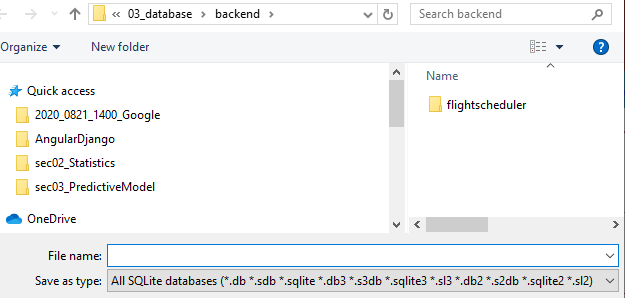 « 03_database > backend
Search backend
Organize
New folder
?
Name
Quick access
2020_0821_1400_Google
AngularDjango
sec02_Statistics
sec03_PredictiveModel
OneDrive
flightscheduler
File name:
Save as type: All SQLite databases (*.db *.sdb *.sqlite *.db3 *.s3db *.sqlite3 *.sl3 *.db2 *.s2db *.sqlite2 *.sl2)